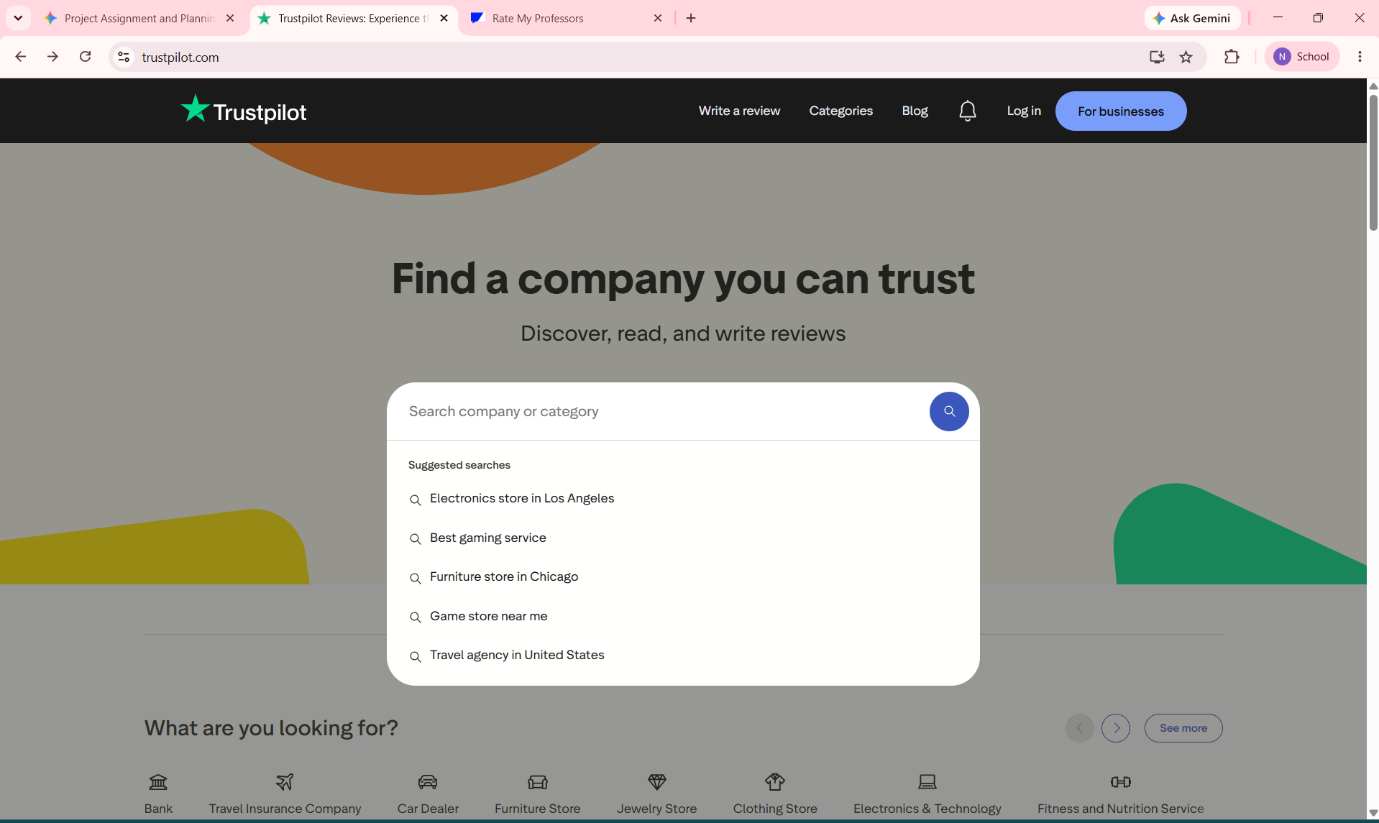 Project Assignment and Plannin
Trustpilot Reviews: Experience th
Rate My Professors
Ask Gemini
trustpilot.com
N
School
Trustpilot
Write a review
Categories
Blog
Log in
For businesses
Find a company you can trust
Discover, read, and write reviews
Search company or category
Suggested searches
Electronics store in Los Angeles
Best gaming service
Furniture store in Chicago
Game store near me
Travel agency in United States
What are you looking for?
See more
Bank
Travel Insurance Company
Car Dealer
Furniture Store
Jewelry Store
Clothing Store
Electronics & Technology
Fitness and Nutrition Service